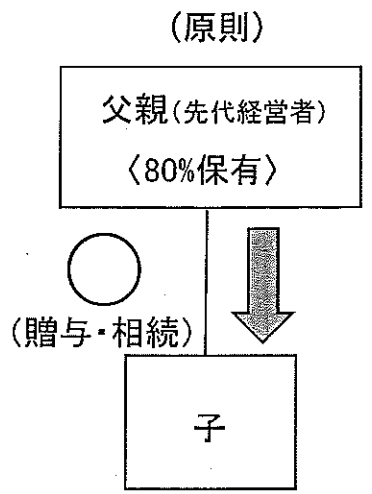 (原則)
父親(先代経営者)
〈80%保有〉
(贈与・相続)
子